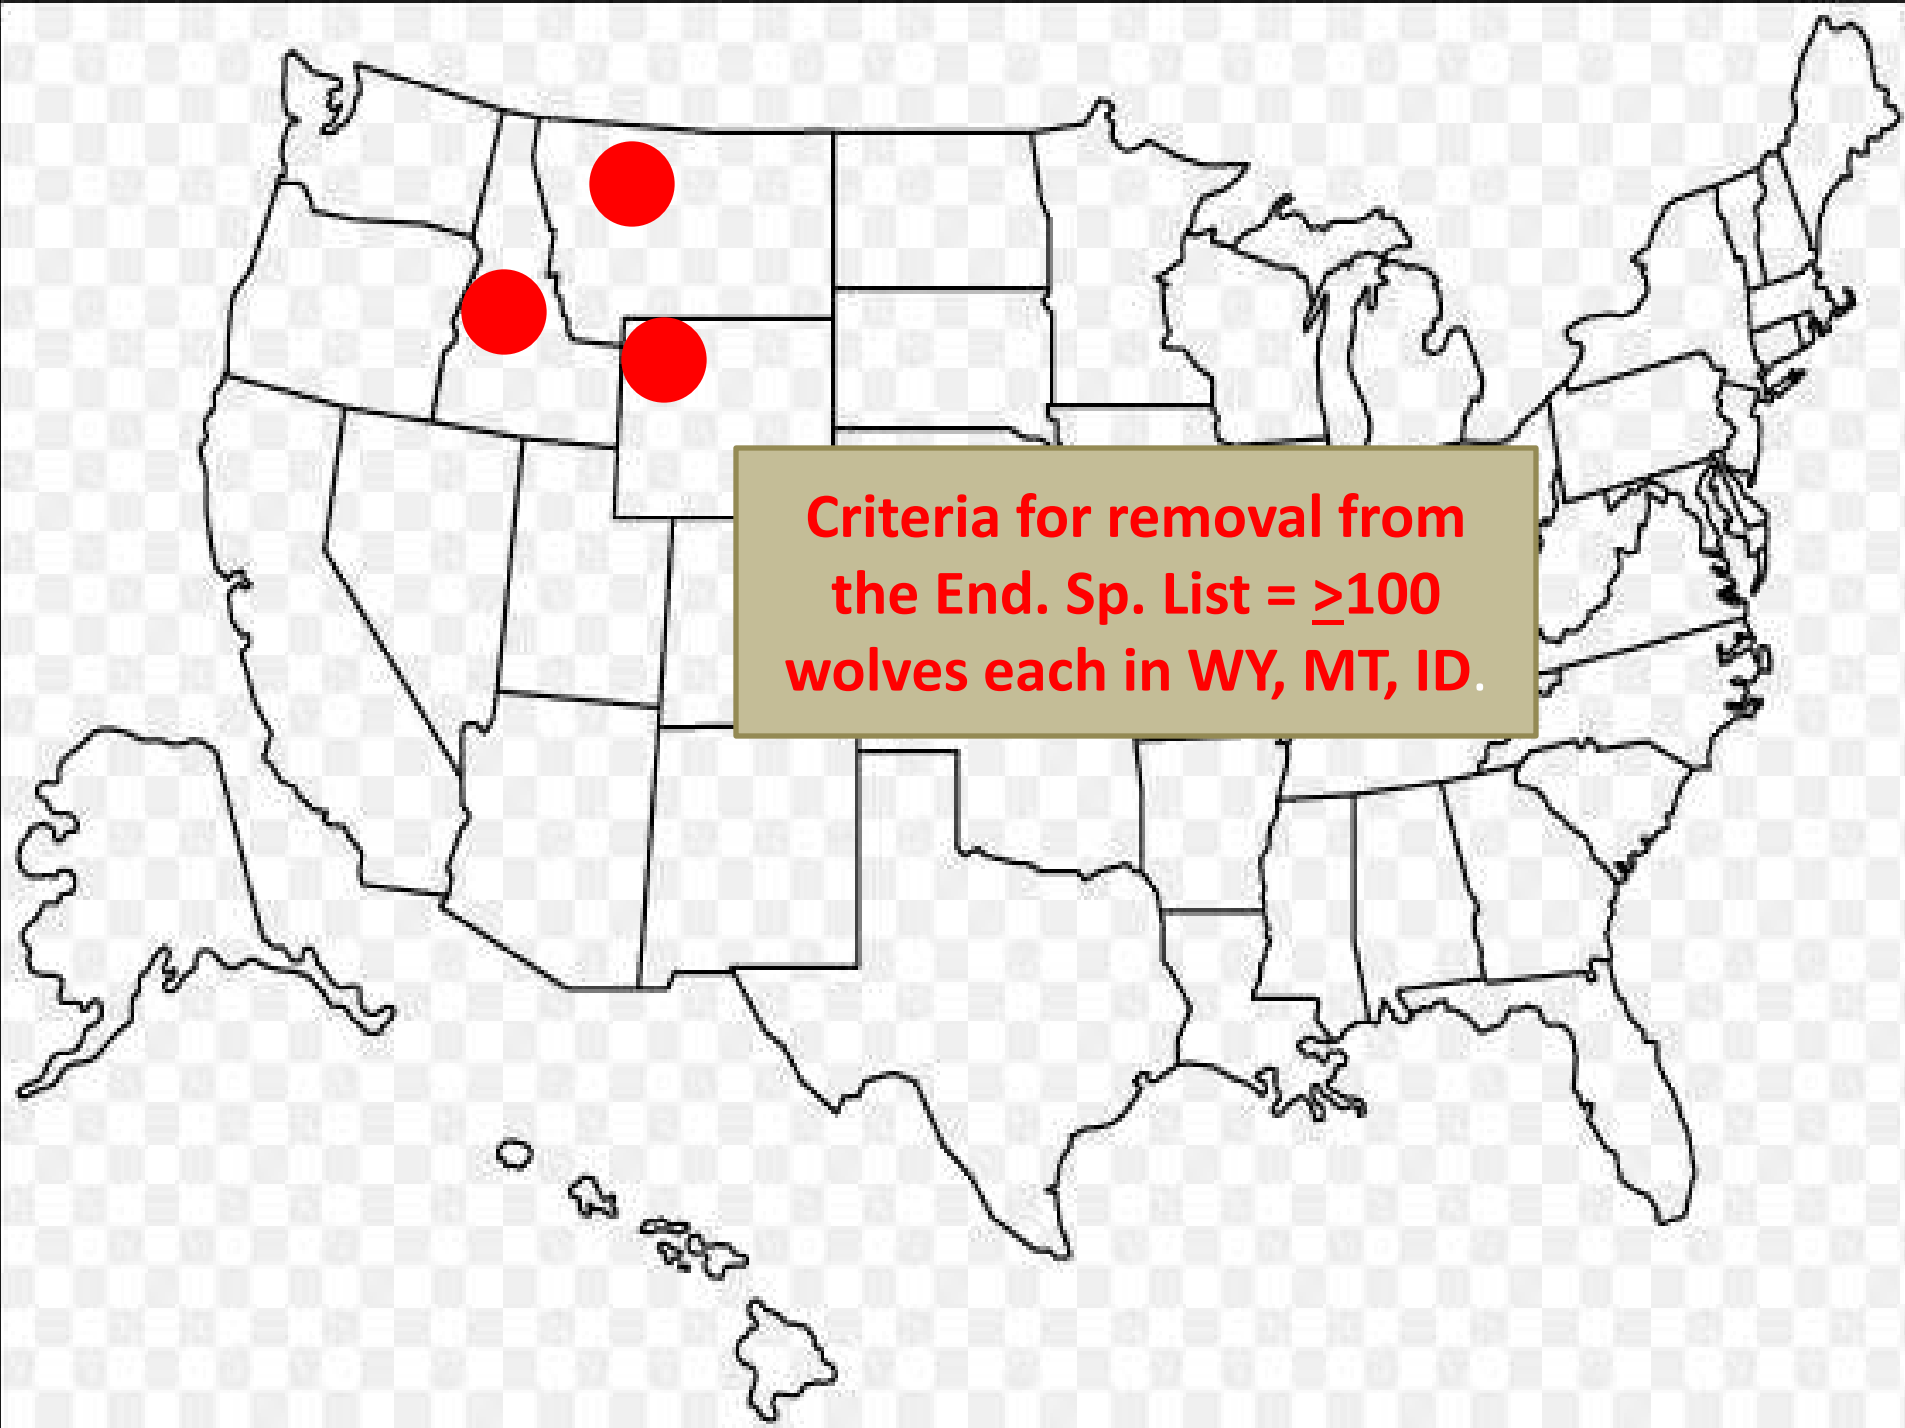 Criteria for removal from
the End. Sp. List = ≥100
wolves each in WY, MT, ID.